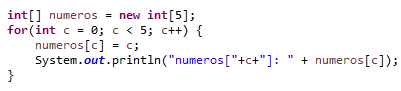 int[] numeros = new int[5];
for(int c = 0; c < 5; c++) {
    numeros[c] = c;
    System.out.println("numeros["+c+"]: " + numeros[c]);
}